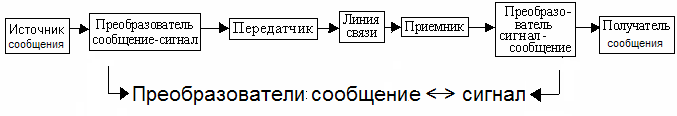 Источник
сообщения
Преобразователь
сообщение-сигнал
Передатчик
Линия
связи
Приемник
Преобразо-
ватель
сигнал-
сообщение
Получатель
сообщения
Преобразователи: сообщение <-> сигнал